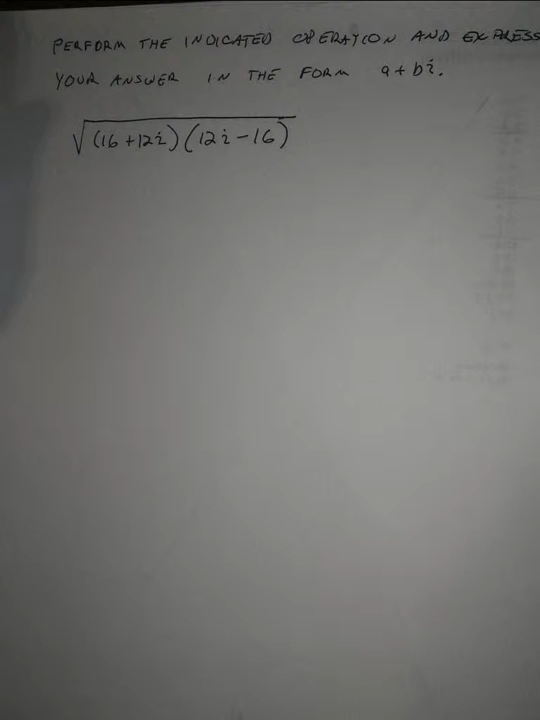 PERFORM THE INDICATED OPERATION AND EXPRESS
YOUR ANSWER IN THE FORM a+bi.
√((16+12i)(12i-16))